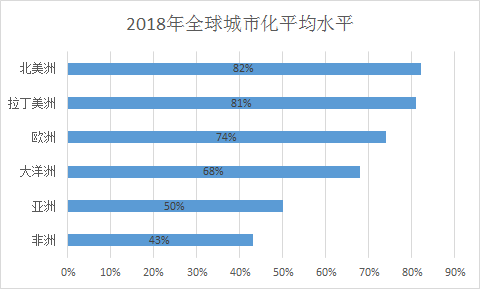 2018年全球城市化平均水平
北美洲 82%
拉丁美洲 81%
欧洲 74%
大洋洲 68%
亚洲 50%
非洲 43%
0% 10% 20% 30% 40% 50% 60% 70% 80% 90%